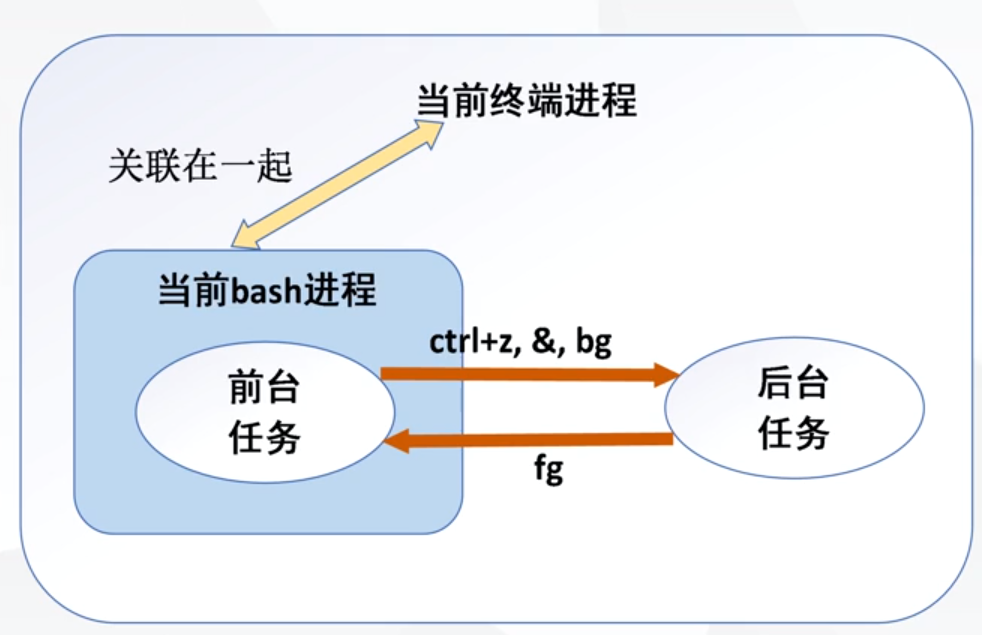 当前终端进程
关联在一起
当前bash进程
ctrl+z, &, bg
前台
任务
后台
任务
fg